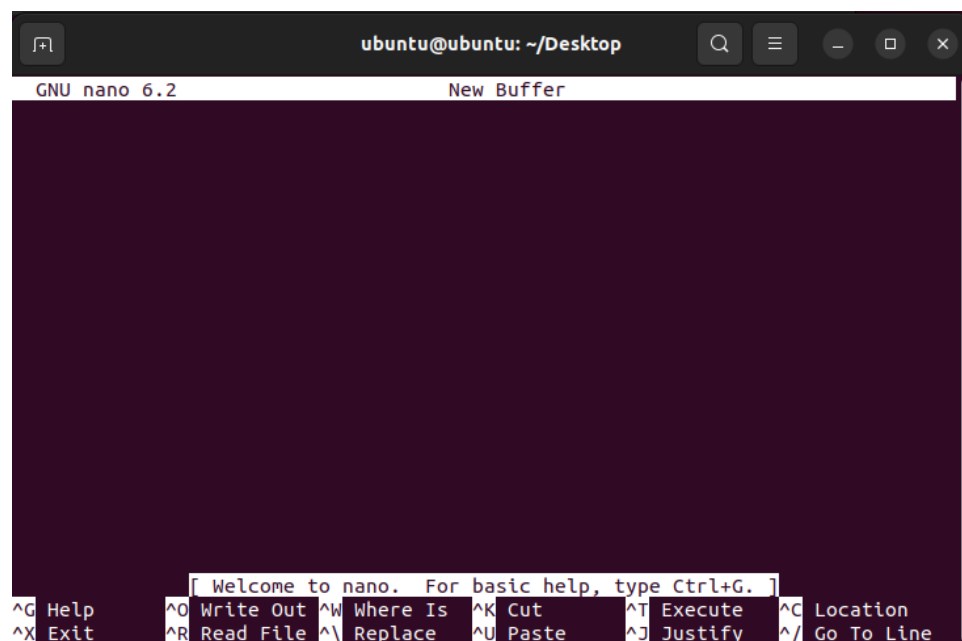 ubuntu@ubuntu: ~/Desktop
GNU nano 6.2 New Buffer
[ Welcome to nano. For basic help, type Ctrl+G. ]
^G Help ^O Write Out ^W Where Is ^K Cut ^T Execute ^C Location
^X Exit ^R Read File ^\ Replace ^U Paste ^J Justify ^/ Go To Line